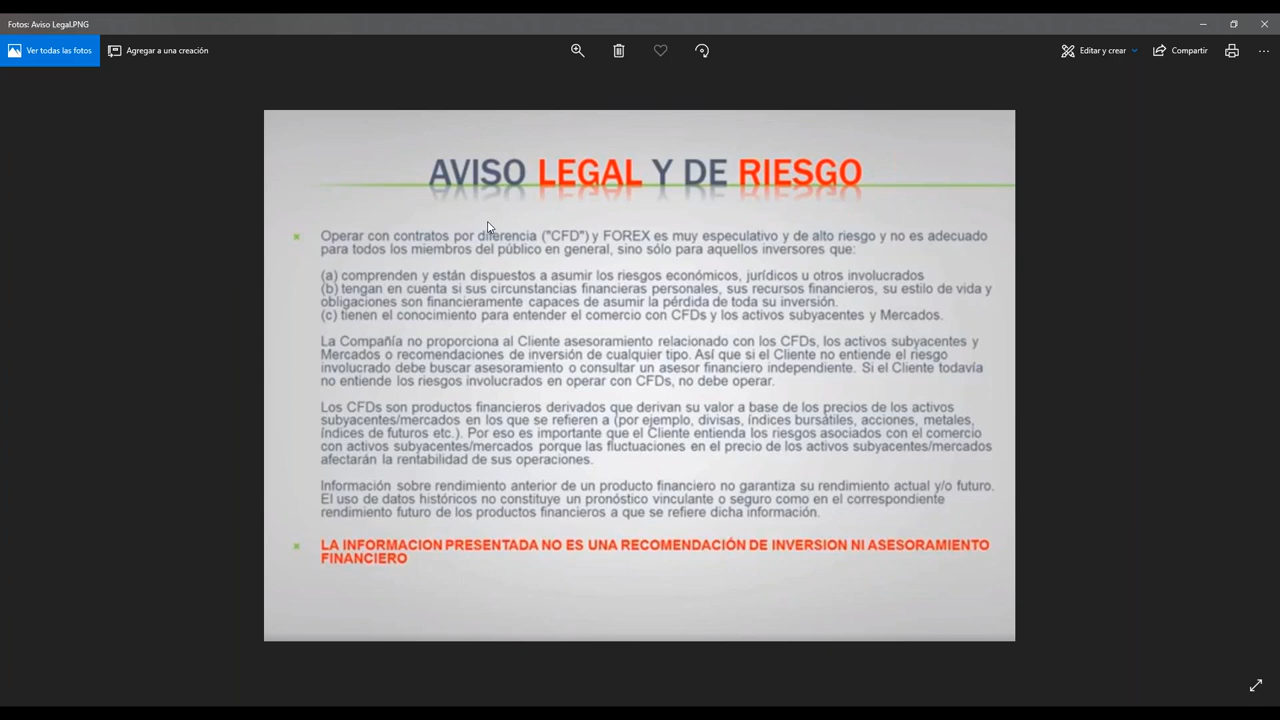 Fotos: Aviso Legal.PNG
Ver todas las fotos
Agregar a una creación
Editar y crear
Compartir
AVISO LEGAL Y DE RIESGO
Operar con contratos por diferencia ("CFD") y FOREX es muy especulativo y de alto riesgo y no es adecuado
para todos los miembros del público en general, sino sólo para aquellos inversores que:
(a) comprenden y están dispuestos a asumir los riesgos económicos, jurídicos u otros involucrados
(b) tengan en cuenta si sus circunstancias financieras personales, sus recursos financieros, su estilo de vida y
obligaciones son financieramente capaces de asumir la pérdida de toda su inversión.
(c) tienen el conocimiento para entender el comercio con CFDs y los activos subyacentes y Mercados.
La Compañía no proporciona al Cliente asesoramiento relacionado con los CFDs, los activos subyacentes y
Mercados o recomendaciones de inversión de cualquier tipo. Así que si el Cliente no entiende el riesgo
involucrado debe buscar asesoramiento o consultar un asesor financiero independiente. Si el Cliente todavía
no entiende los riesgos involucrados en operar con CFDs, no debe operar.
Los CFDs son productos financieros derivados que derivan su valor a base de los precios de los activos
subyacentes/mercados en los que se refieren a (por ejemplo, divisas, índices bursátiles, acciones, metales,
índices de futuros etc.). Por eso es importante que el Cliente entienda los riesgos asociados con el comercio
con activos subyacentes/mercados porque las fluctuaciones en el precio de los activos subyacentes/mercados
afectarán la rentabilidad de sus operaciones.
Información sobre rendimiento anterior de un producto financiero no garantiza su rendimiento actual y/o futuro.
El uso de datos históricos no constituye un pronóstico vinculante o seguro como en el correspondiente
rendimiento futuro de los productos financieros a que se refiere dicha información.
LA INFORMACION PRESENTADA NO ES UNA RECOMENDACIÓN DE INVERSION NI ASESORAMIENTO
FINANCIERO